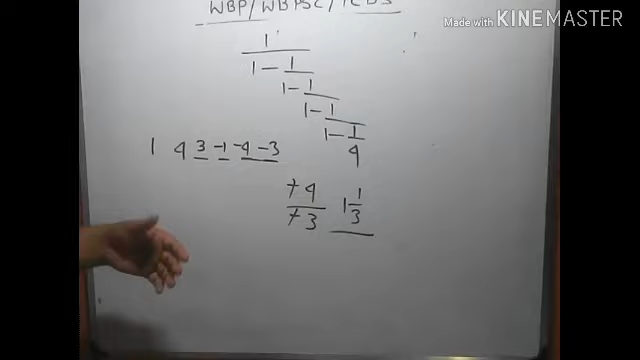 Made with KINEMASTER
WBP/WBPSC/ICDS
1
1 - 1
1 - 1
1 - 1
1 - 1
4
1 4 3 -1 -4 -3
-4 1
-3 1 3